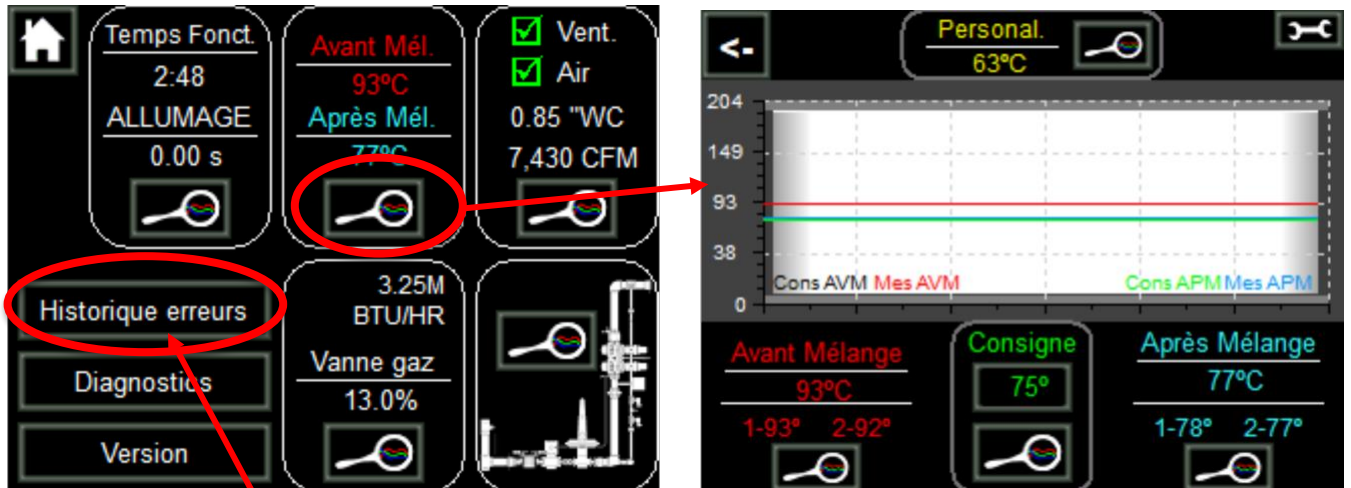 Temps Fonct.
2:48
ALLUMAGE
0.00 s
Avant Mél.
93ºC
Après Mél.
77ºC
Vent.
Air
0.85 "WC
7,430 CFM
Historique erreurs
Diagnostics
Version
3.25M
BTU/HR
Vanne gaz
13.0%
<-
Personal.
63ºC
204
149
93
38
0
Cons AVM Mes AVM
Cons APM Mes APM
Avant Mélange
93ºC
1-93º 2-92º
Consigne
75º
Après Mélange
77ºC
1-78º 2-77º